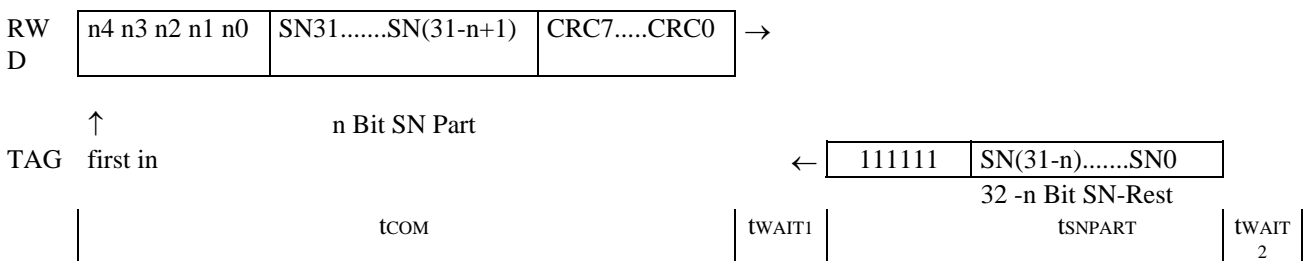 RW n4 n3 n2 n1 n0 SN31.......SN(31-n+1) CRC7.....CRC0 →
D
↑ n Bit SN Part
TAG first in ← 111111 SN(31-n).......SN0
32 -n Bit SN-Rest
tCOM tWAIT1 tSNPART tWAIT
2